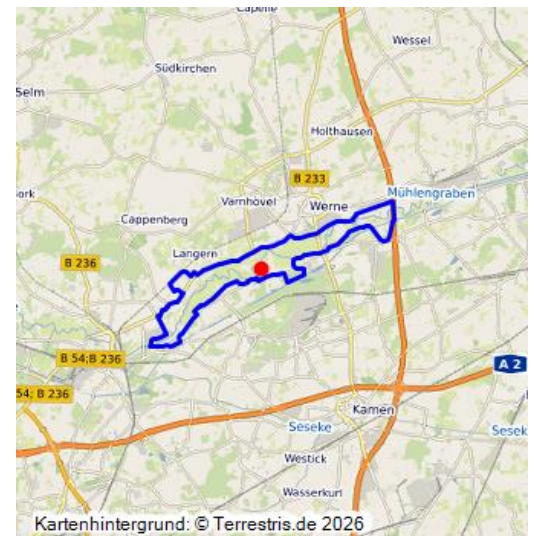 Capelle
Wessel
Südkirchen
Selm
Holthausen
ork
B 233
Mühlengraben
Varnhövel
Werne
Cappenberg
Langern
B 236
B 54;B 236
A 2
54; B 236
Kamen
Seseke
Sesek
Westick
Wasserkurl
Kartenhintergrund: © Terrestris.de 2026